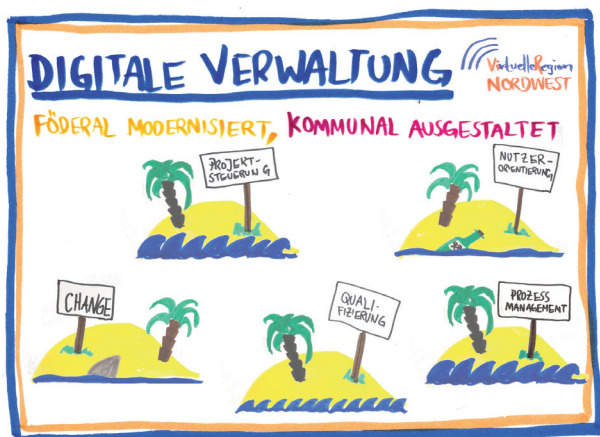 DIGITALE VERWALTUNG
VirtuelleRegion
NORDWEST
FÖDERAL MODERNISIERT, KOMMUNAL AUSGESTALTET
PROJEKT-
STEUERUNG
NUTZER-
ORIENTIERUNG
CHANGE
QUALI-
FIZIERUNG
PROZESS
MANAGEMENT